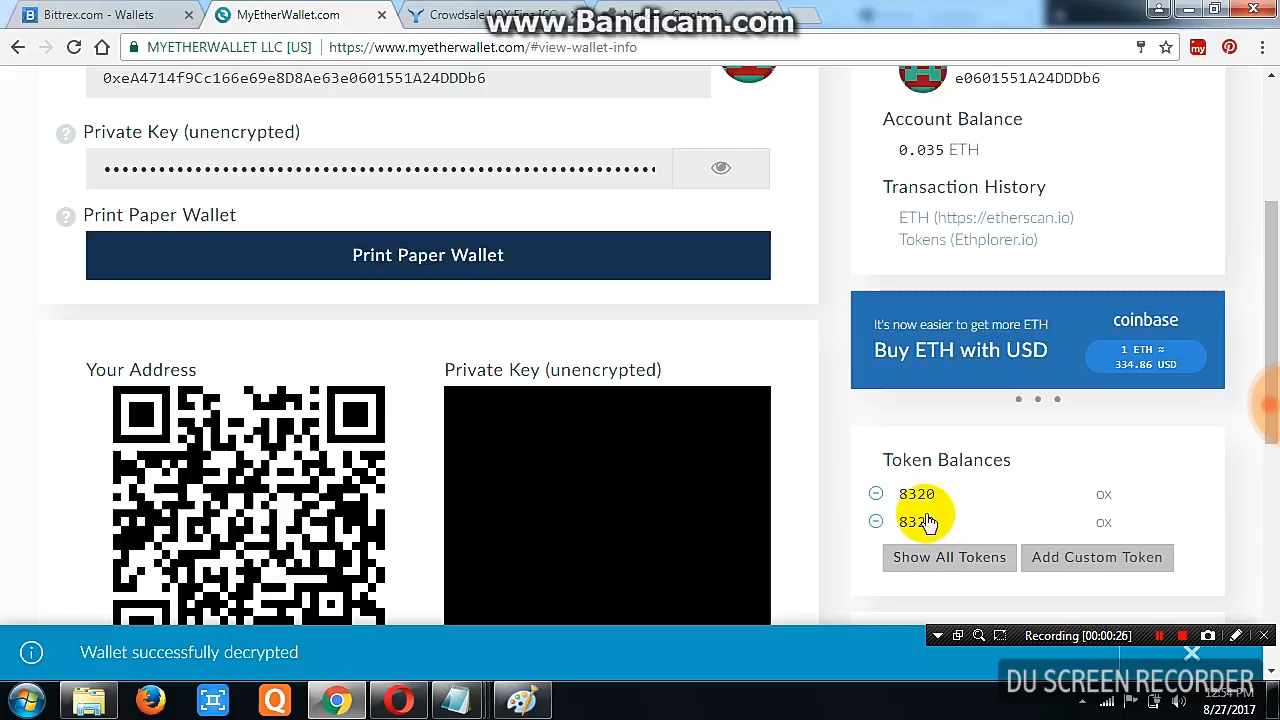 Bittrex.com - Wallets
MyEtherWallet.com
www.Bandicam.com
MYETHERWALLET LLC [US]
https://www.myetherwallet.com/#view-wallet-info
my
e0601551A24DDDb6
Private Key (unencrypted)
Print Paper Wallet
Print Paper Wallet
Account Balance
0.035 ETH
Transaction History
ETH (https://etherscan.io)
Tokens (Ethplorer.io)
It's now easier to get more ETH
Buy ETH with USD
coinbase
1 ETH ≈
334.86 USD
Your Address
Private Key (unencrypted)
Token Balances
8320 ox
ox
Show All Tokens
Add Custom Token
Recording [00:00:26]
Wallet successfully decrypted
DU SCREEN RECORDER
12:54 PM
8/27/2017